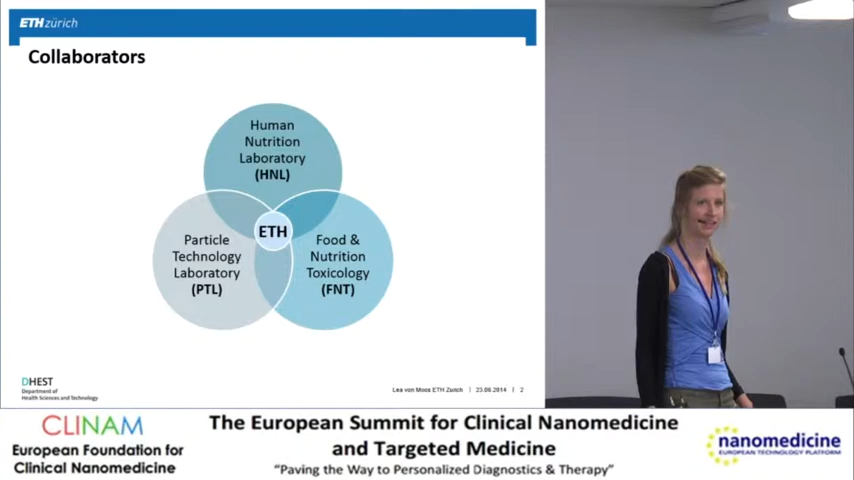 ETH zürich
Collaborators
Human
Nutrition
Laboratory
(HNL)
ETH
Particle
Technology
Laboratory
(PTL)
Food &
Nutrition
Toxicology
(FNT)
DHEST
Department of
Health Sciences and Technology
Lea von Moos ETH Zurich | 23.06.2014 | 2
CLINAM
European Foundation for
Clinical Nanomedicine
The European Summit for Clinical Nanomedicine
and Targeted Medicine
"Paving the Way to Personalized Diagnostics & Therapy"
nanomedicine
EUROPEAN TECHNOLOGY PLATFORM